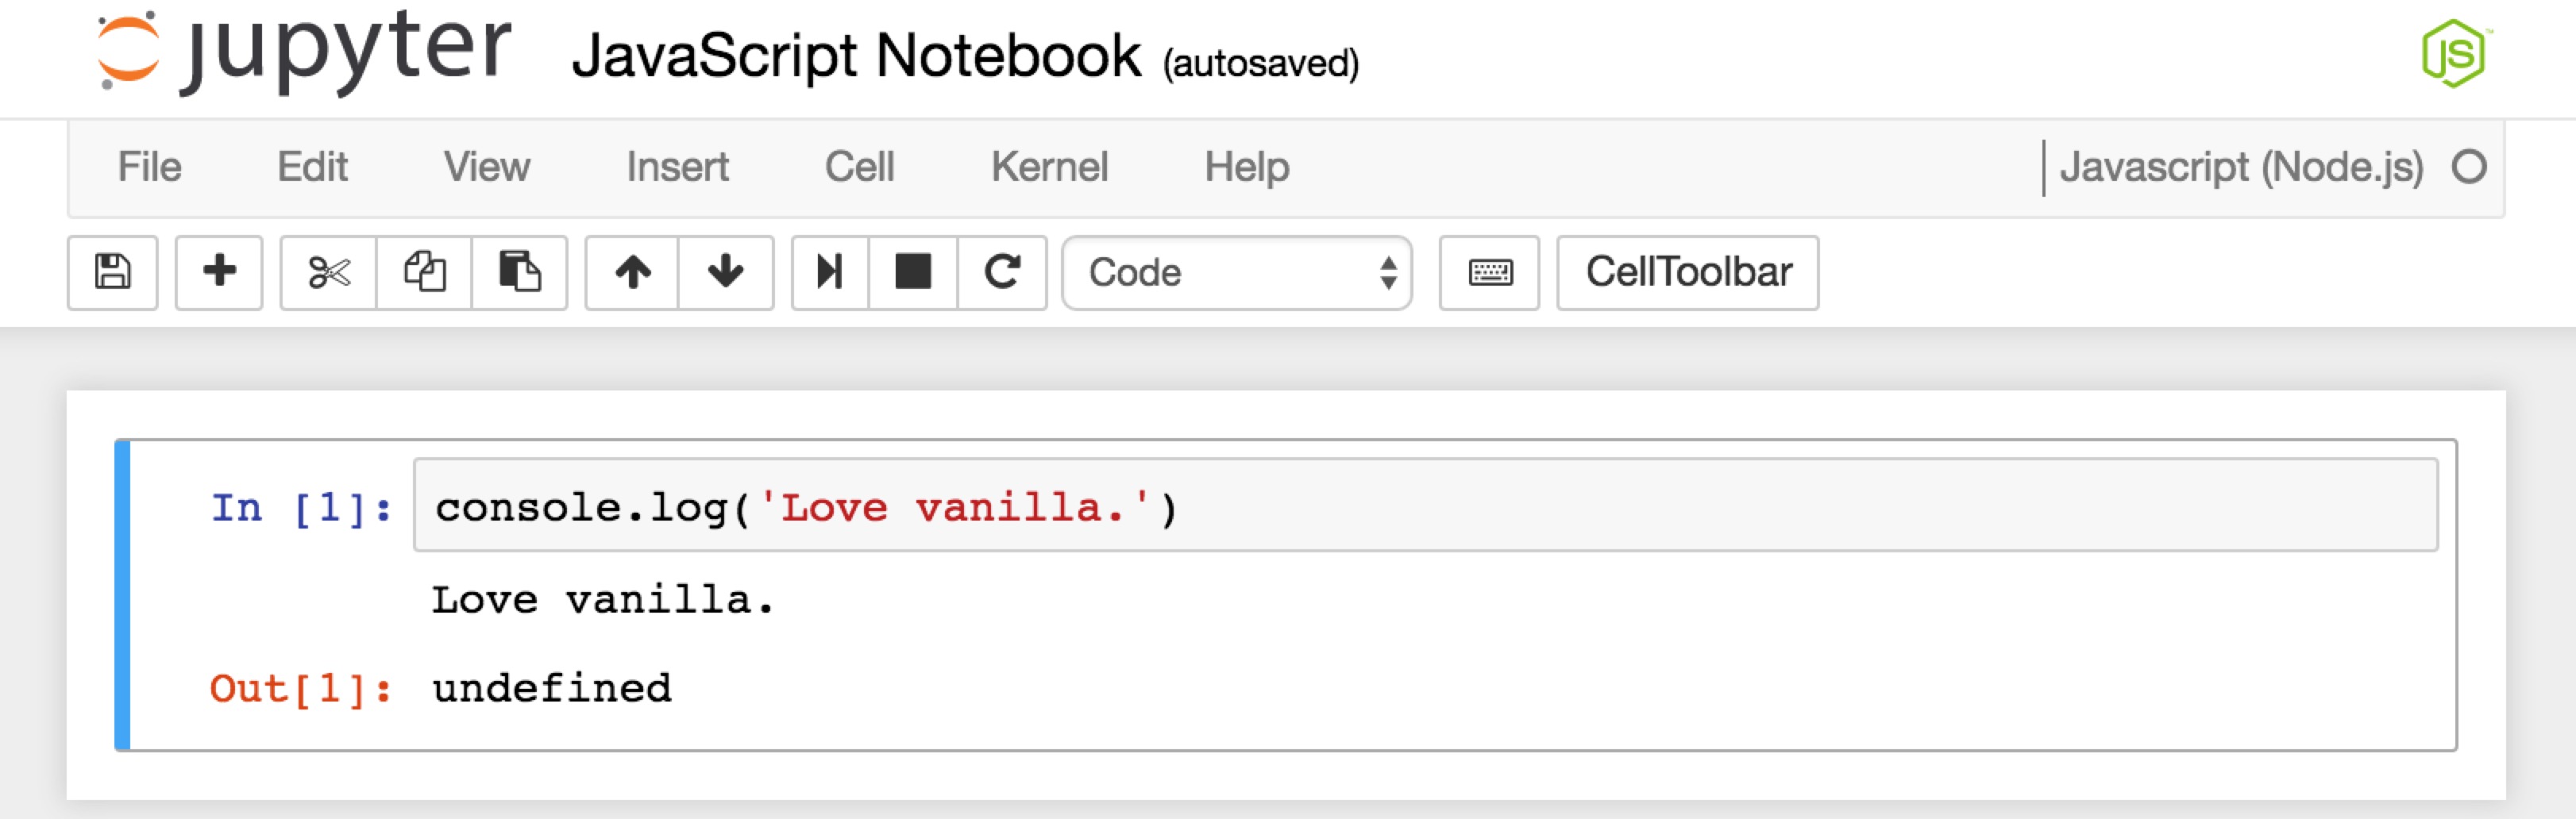 jupyter JavaScript Notebook (autosaved) JS
File Edit View Insert Cell Kernel Help Javascript (Node.js)
Code CellToolbar
In [1]: console.log('Love vanilla.')
Love vanilla.
Out[1]: undefined